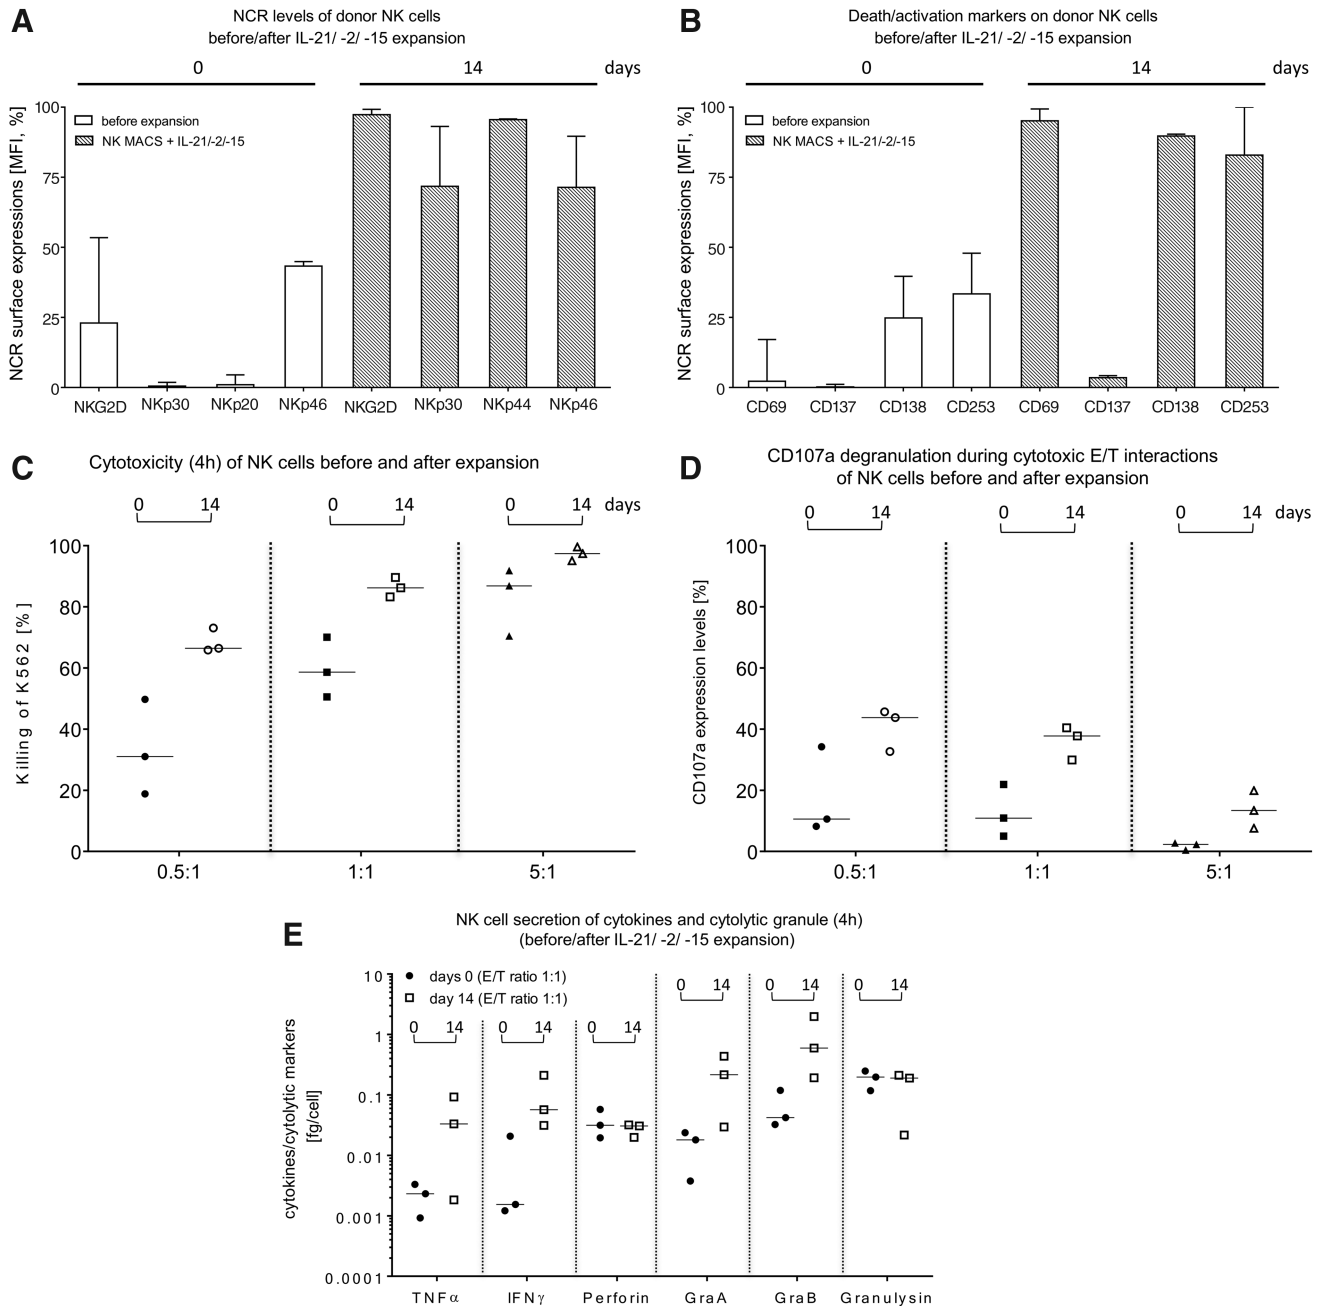 A
NCR levels of donor NK cells
before/after IL-21/ -2/ -15 expansion
0 14 days
NCR surface expressions [MFI, %]
100
75
50
25
0
before expansion
NK MACS + IL-21/-2/-15
NKG2D NKp30 NKp20 NKp46 NKG2D NKp30 NKp44 NKp46
B
Death/activation markers on donor NK cells
before/after IL-21/ -2/ -15 expansion
0 14 days
NCR surface expressions [MFI, %]
100
75
50
25
0
before expansion
NK MACS + IL-21/-2/-15
CD69 CD137 CD138 CD253 CD69 CD137 CD138 CD253
C
Cytotoxicity (4h) of NK cells before and after expansion
0 14 0 14 0 14 days
Killing of K562 [%]
100
80
60
40
20
0
0.5:1 1:1 5:1
D
CD107a degranulation during cytotoxic E/T interactions
of NK cells before and after expansion
0 14 0 14 0 14 days
CD107a expression levels [%]
100
80
60
40
20
0
0.5:1 1:1 5:1
E
NK cell secretion of cytokines and cytolytic granule (4h)
(before/after IL-21/ -2/ -15 expansion)
days 0 (E/T ratio 1:1)
day 14 (E/T ratio 1:1)
0 14 0 14 0 14 0 14 0 14 0 14
cytokines/cytolytic markers
[fg/cell]
10
1
0.1
0.01
0.001
0.0001
TNFα IFNγ Perforin GraA GraB Granulysin